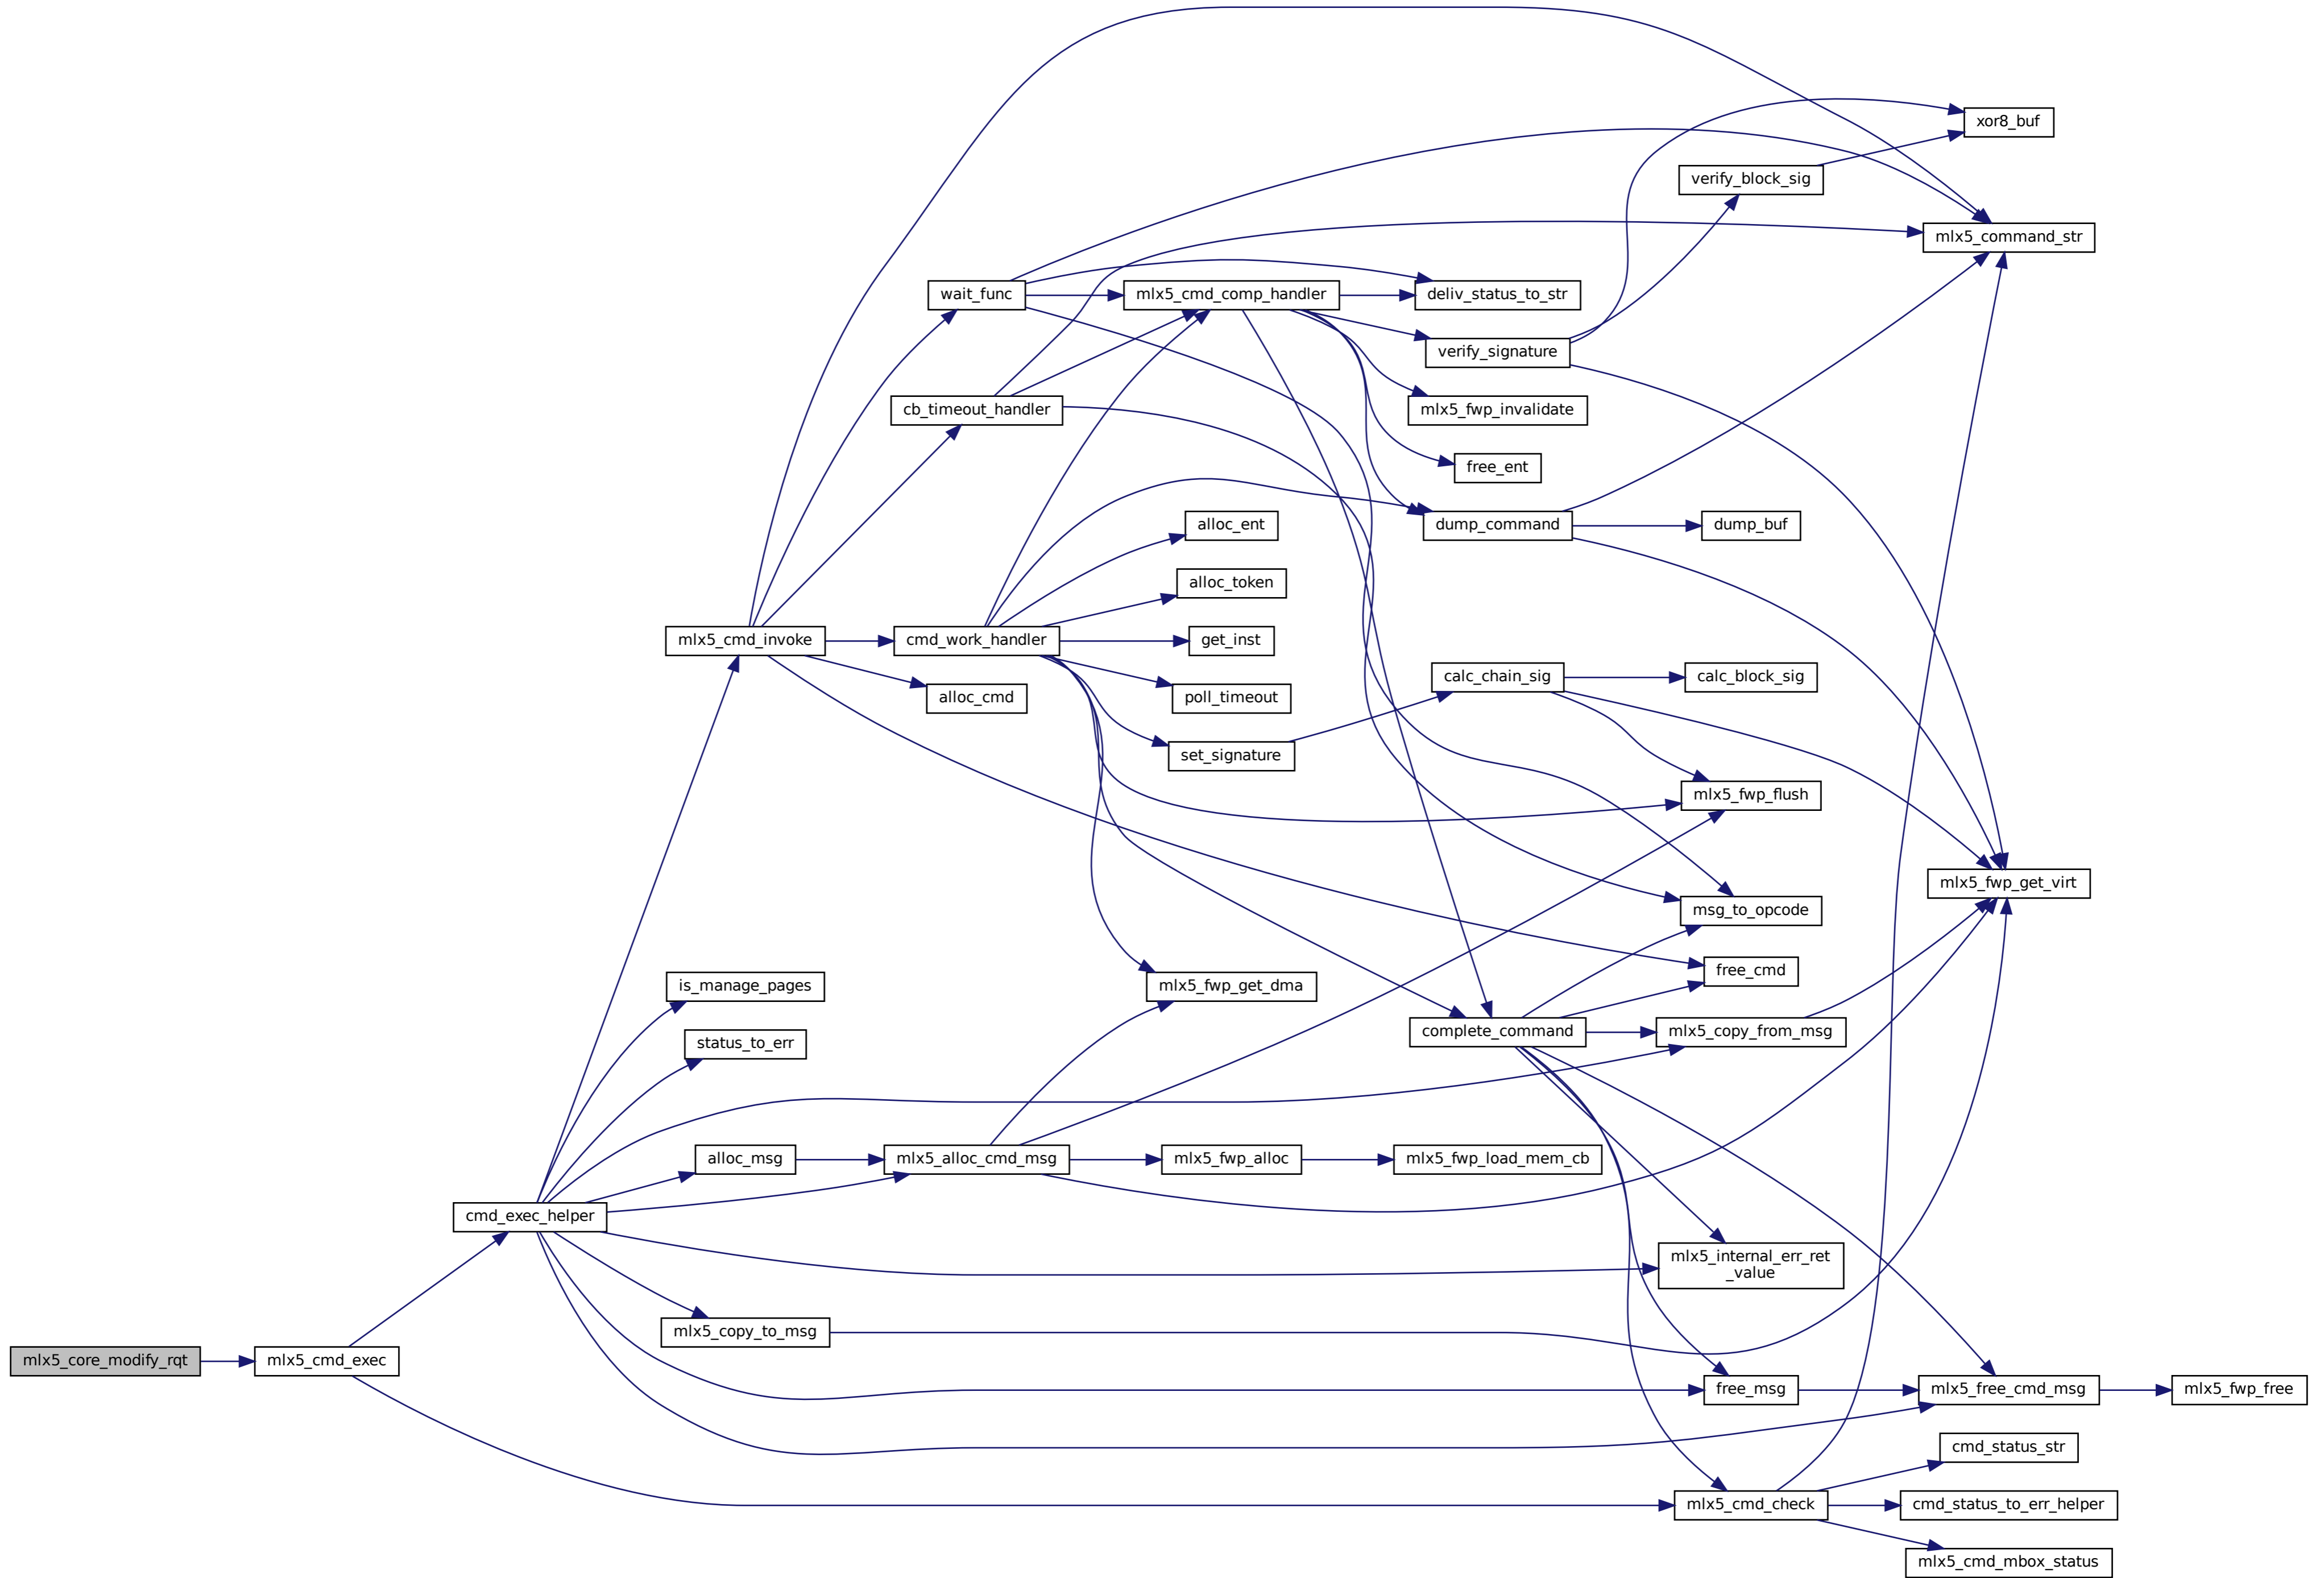 xor8_buf
verify_block_sig
mlx5_command_str
wait_func
mlx5_cmd_comp_handler
deliv_status_to_str
verify_signature
cb_timeout_handler
mlx5_fwp_invalidate
free_ent
alloc_ent
dump_command
dump_buf
alloc_token
mlx5_cmd_invoke
cmd_work_handler
get_inst
calc_chain_sig
calc_block_sig
alloc_cmd
poll_timeout
set_signature
mlx5_fwp_flush
mlx5_fwp_get_virt
msg_to_opcode
free_cmd
is_manage_pages
mlx5_fwp_get_dma
complete_command
mlx5_copy_from_msg
status_to_err
alloc_msg
mlx5_alloc_cmd_msg
mlx5_fwp_alloc
mlx5_fwp_load_mem_cb
cmd_exec_helper
mlx5_internal_err_ret
_value
mlx5_copy_to_msg
mlx5_core_modify_rqt
mlx5_cmd_exec
free_msg
mlx5_free_cmd_msg
mlx5_fwp_free
cmd_status_str
mlx5_cmd_check
cmd_status_to_err_helper
mlx5_cmd_mbox_status